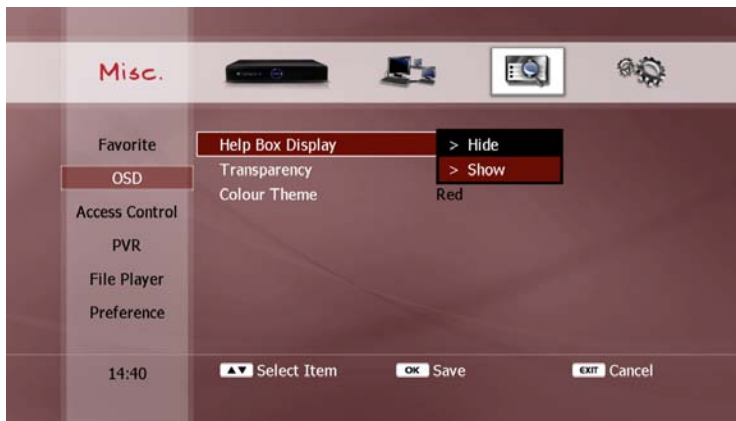 Misc.
Favorite
OSD
Access Control
PVR
File Player
Preference
14:40
Help Box Display
> Hide
Transparency
> Show
Colour Theme
Red
▲▼ Select Item
OK Save
EXIT Cancel